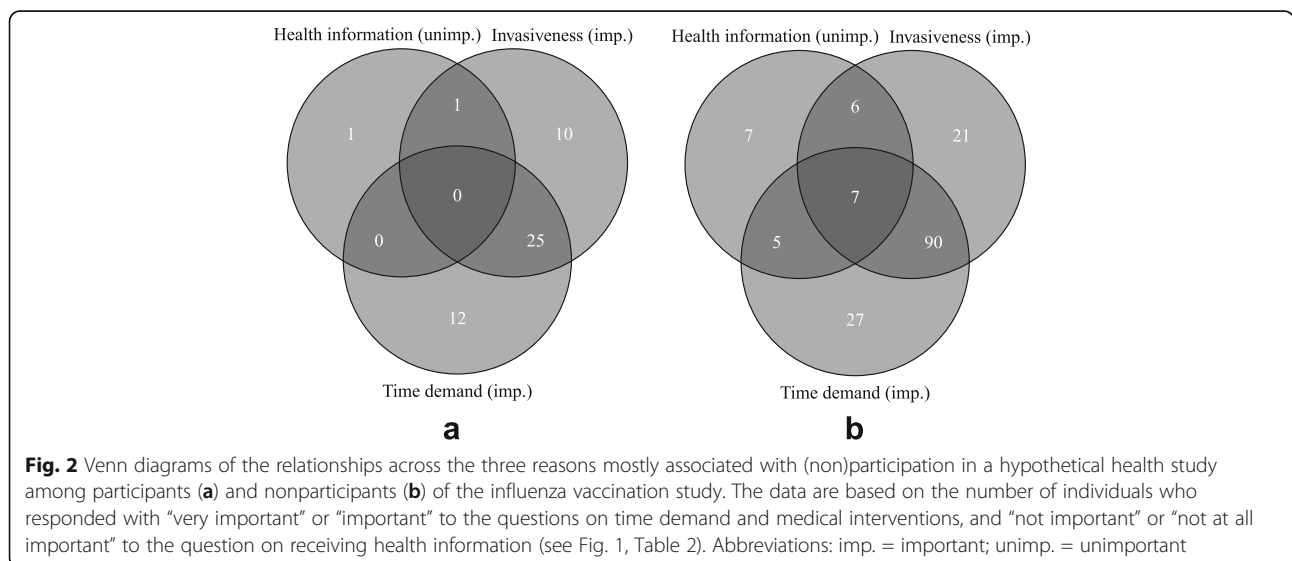 Health information (unimp.) Invasiveness (imp.)
1
1
10
0
0
25
12
Time demand (imp.)
a
Health information (unimp.) Invasiveness (imp.)
6
7
21
7
5
90
27
Time demand (imp.)
b
Fig. 2 Venn diagrams of the relationships across the three reasons mostly associated with (non)participation in a hypothetical health study
among participants (a) and nonparticipants (b) of the influenza vaccination study. The data are based on the number of individuals who
responded with “very important” or “important” to the questions on time demand and medical interventions, and “not important” or “not at all
important” to the question on receiving health information (see Fig. 1, Table 2). Abbreviations: imp. = important; unimp. = unimportant